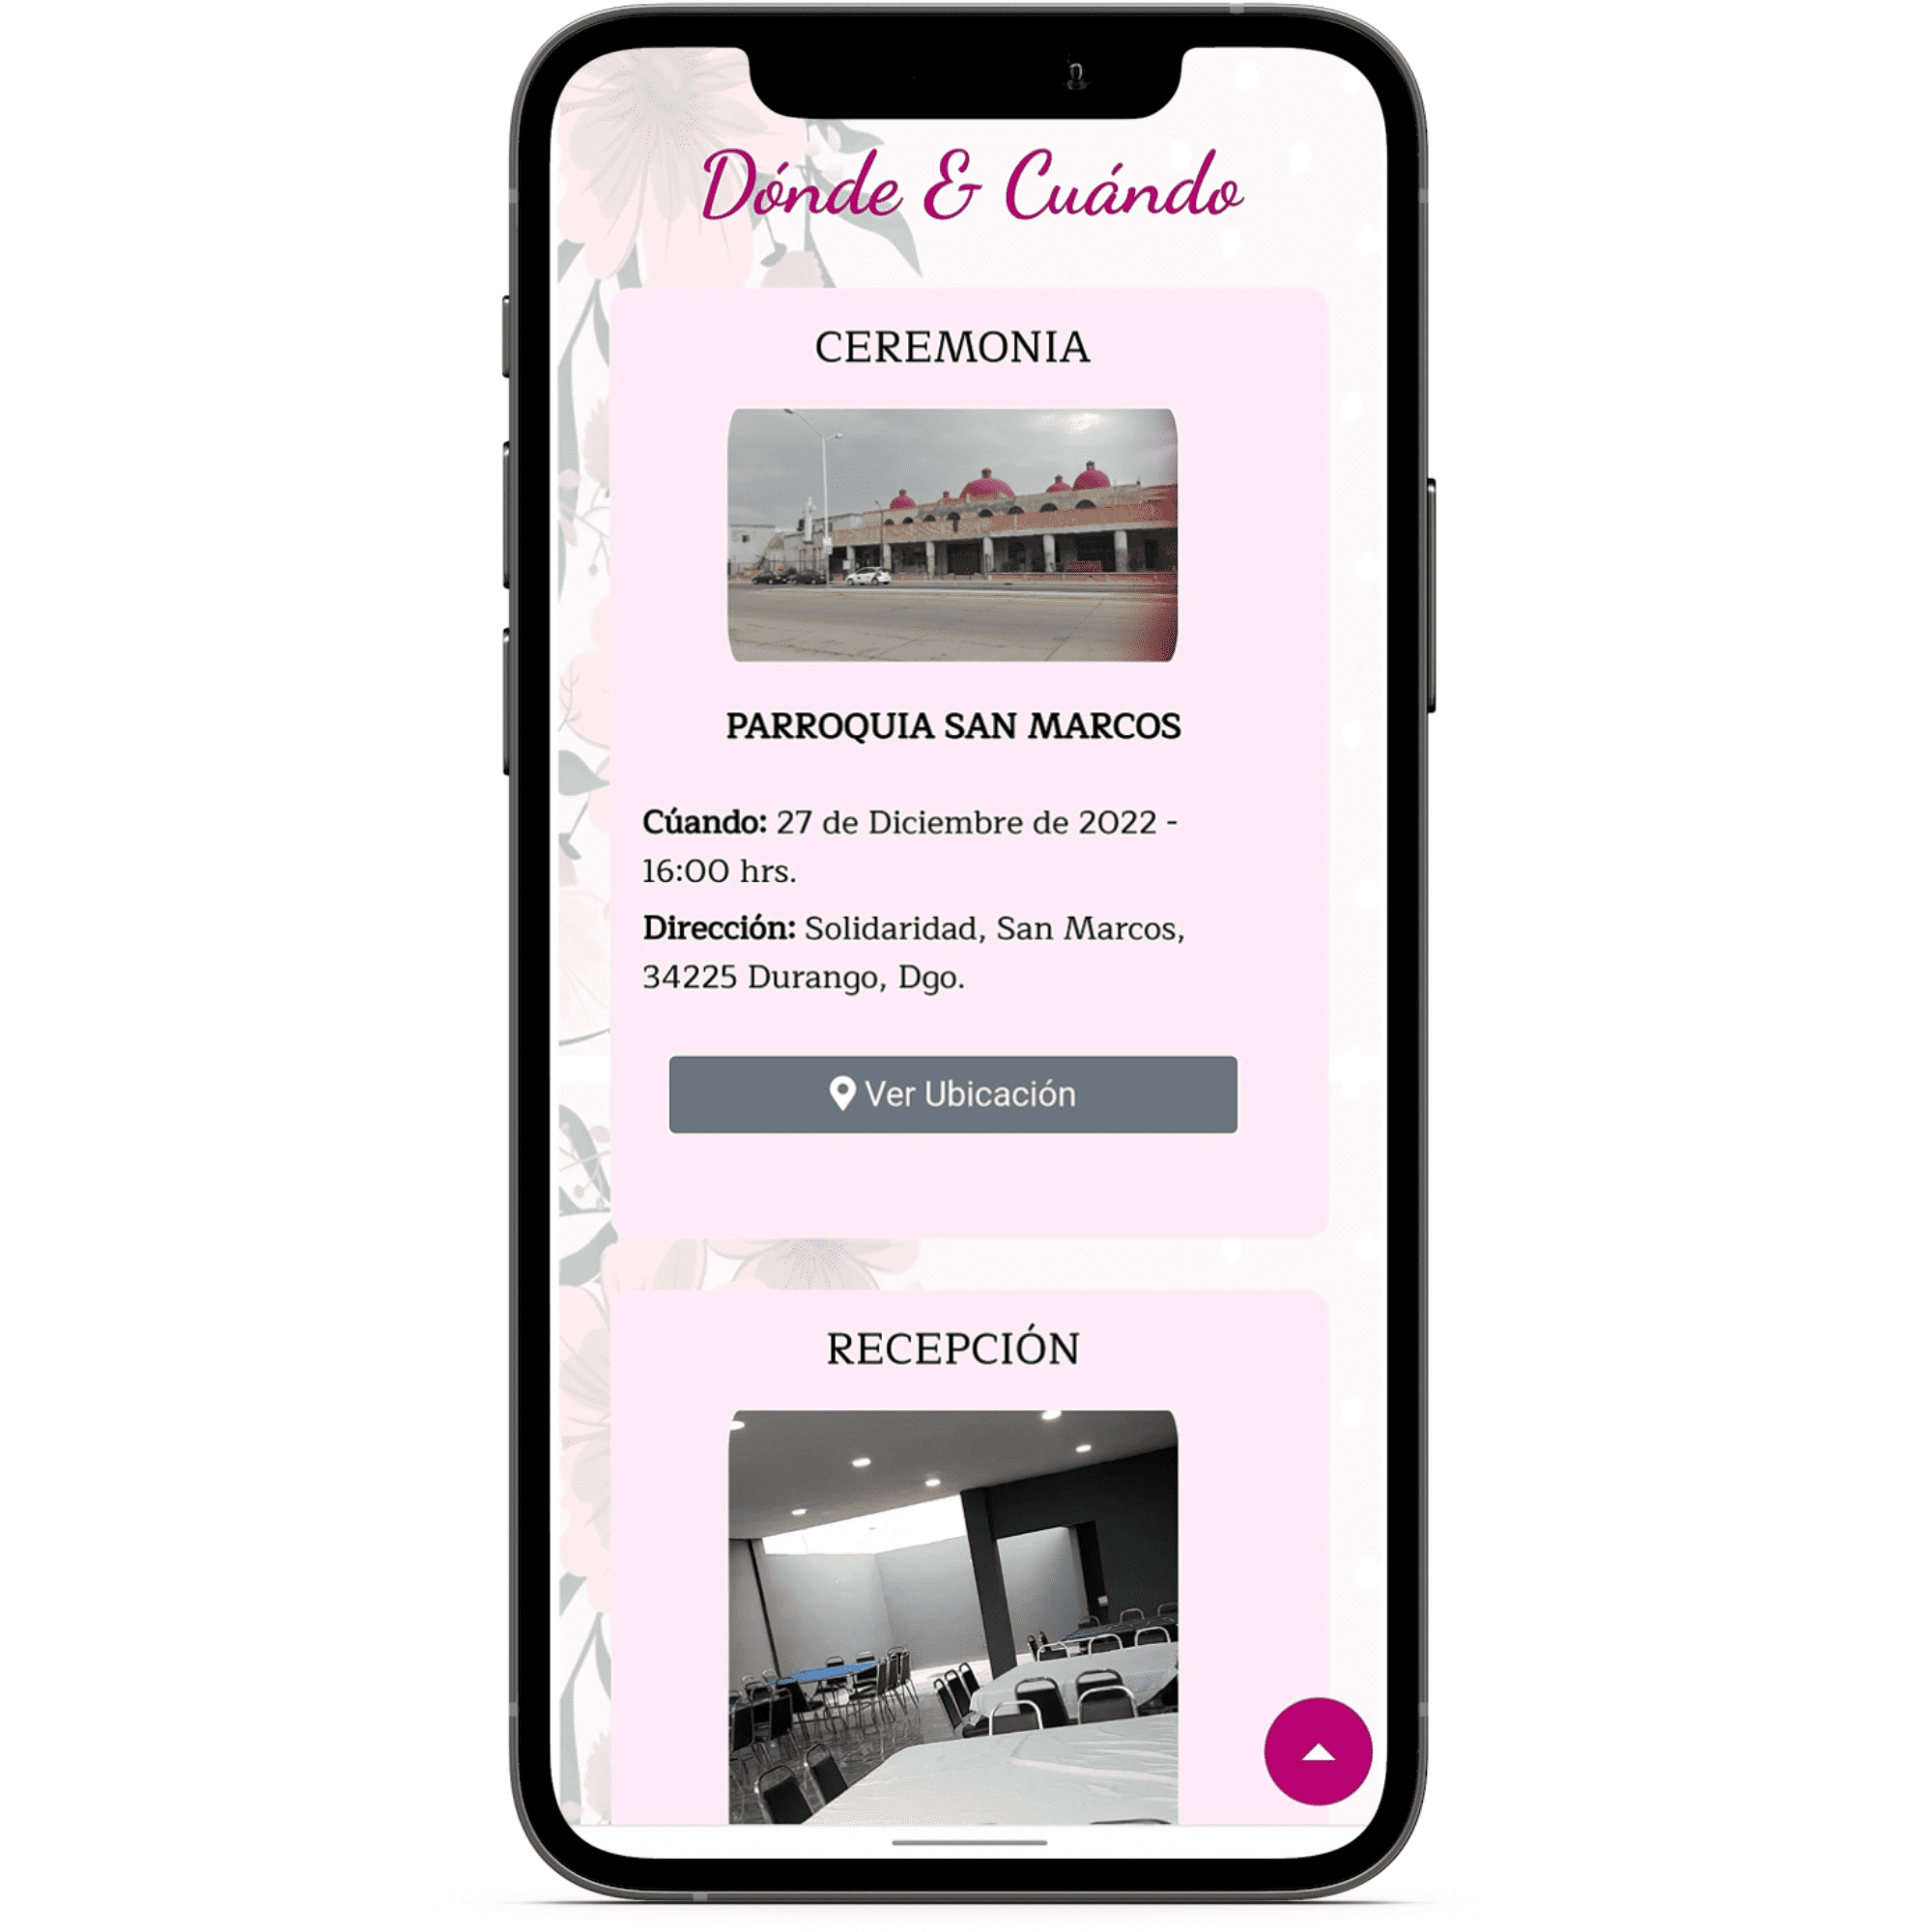 Dónde & Cuándo
CEREMONIA
PARROQUIA SAN MARCOS
Cúando: 27 de Diciembre de 2022 -
16:00 hrs.
Dirección: Solidaridad, San Marcos,
34225 Durango, Dgo.
Ver Ubicación
RECEPCIÓN